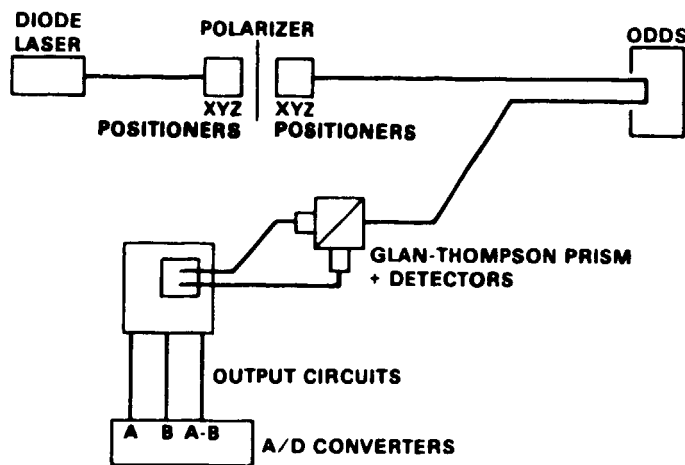 DIODE
LASER
POLARIZER
ODDS
XYZ
POSITIONERS
XYZ
POSITIONERS
GLAN-THOMPSON PRISM
+ DETECTORS
OUTPUT CIRCUITS
A B A-B
A/D CONVERTERS